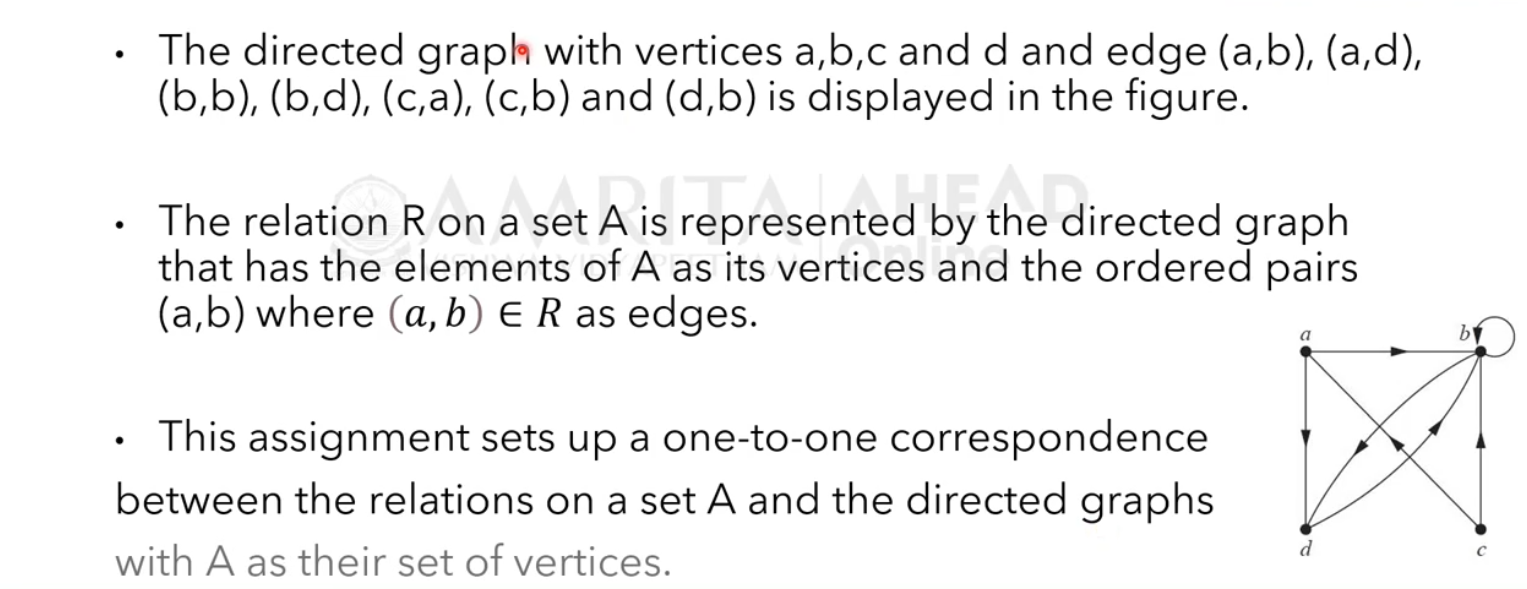 • The directed graph with vertices a,b,c and d and edge (a,b), (a,d),
(b,b), (b,d), (c,a), (c,b) and (d,b) is displayed in the figure.
AMRITA | AHEAD
Online
• The relation R on a set A is represented by the directed graph
that has the elements of A as its vertices and the ordered pairs
(a,b) where (a, b) ∈ R as edges.
• This assignment sets up a one-to-one correspondence
between the relations on a set A and the directed graphs
with A as their set of vertices.
a b
d c